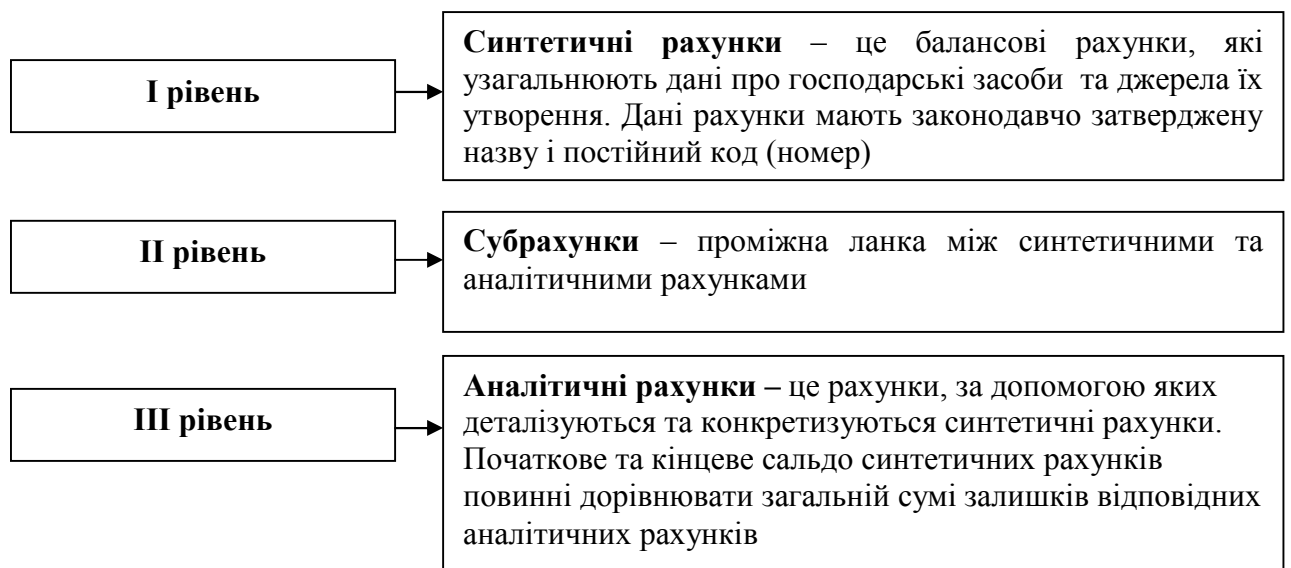 І рівень
Синтетичні рахунки – це балансові рахунки, які
узагальнюють дані про господарські засоби та джерела їх
утворення. Дані рахунки мають законодавчо затверджену
назву і постійний код (номер)
ІІ рівень
Субрахунки – проміжна ланка між синтетичними та
аналітичними рахунками
ІІІ рівень
Аналітичні рахунки – це рахунки, за допомогою яких
деталізуються та конкретизуються синтетичні рахунки.
Початкове та кінцеве сальдо синтетичних рахунків
повинні дорівнювати загальній сумі залишків відповідних
аналітичних рахунків